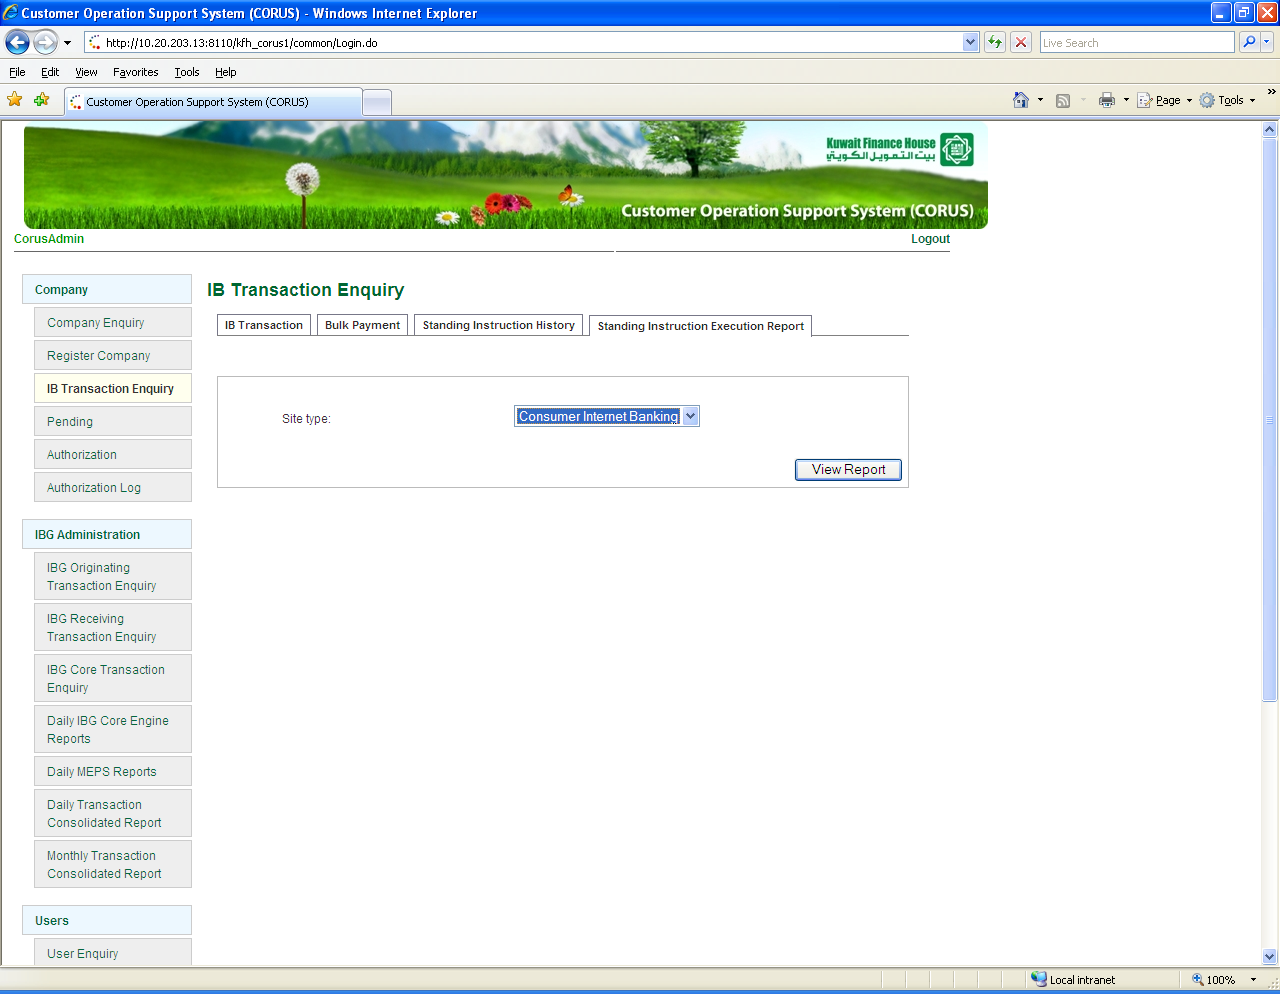 Customer Operation Support System (CORUS) - Windows Internet Explorer
http://10.20.203.13:8110/kfh_corus1/common/Login.do
Live Search
File Edit View Favorites Tools Help
Customer Operation Support System (CORUS)
Page Tools
Kuwait Finance House
بيت التمويل الكويتي
Customer Operation Support System (CORUS)
CorusAdmin
Logout
Company
Company Enquiry
Register Company
IB Transaction Enquiry
Pending
Authorization
Authorization Log
IBG Administration
IBG Originating
Transaction Enquiry
IBG Receiving
Transaction Enquiry
IBG Core Transaction
Enquiry
Daily IBG Core Engine
Reports
Daily MEPS Reports
Daily Transaction
Consolidated Report
Monthly Transaction
Consolidated Report
Users
User Enquiry
IB Transaction Enquiry
IB Transaction Bulk Payment Standing Instruction History Standing Instruction Execution Report
Site type: Consumer Internet Banking
View Report
Local intranet
100%